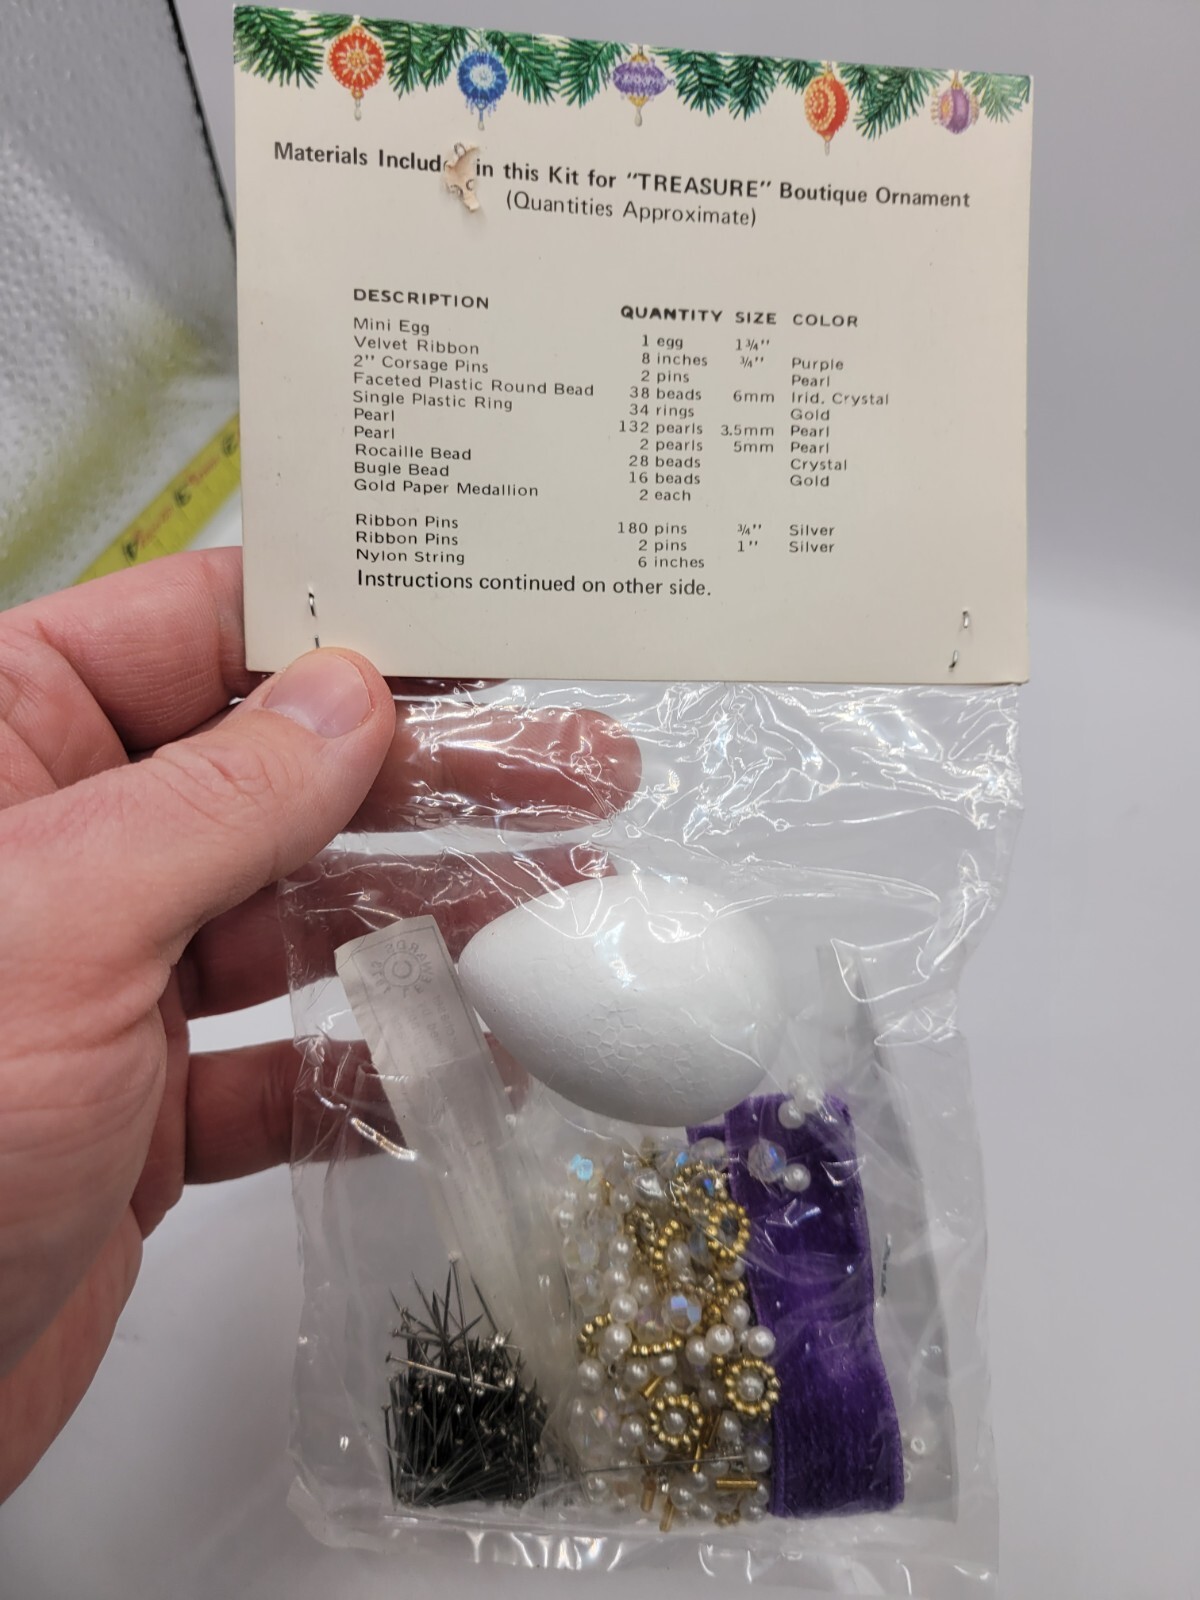 Materials Includ in this Kit for "TREASURE" Boutique Ornament
(Quantities Approximate)
DESCRIPTION QUANTITY SIZE COLOR
Mini Egg 1 egg 1 3/4"
Velvet Ribbon 8 inches 3/4" Purple
2" Corsage Pins 2 pins Pearl
Faceted Plastic Round Bead 38 beads 6mm Irid. Crystal
Single Plastic Ring 34 rings Gold
Pearl 132 pearls 3.5mm Pearl
Pearl 2 pearls 5mm Pearl
Rocaille Bead 28 beads Crystal
Bugle Bead 16 beads Gold
Gold Paper Medallion 2 each
Ribbon Pins 180 pins 3/4" Silver
Ribbon Pins 2 pins 1" Silver
Nylon String 6 inches
Instructions continued on other side.